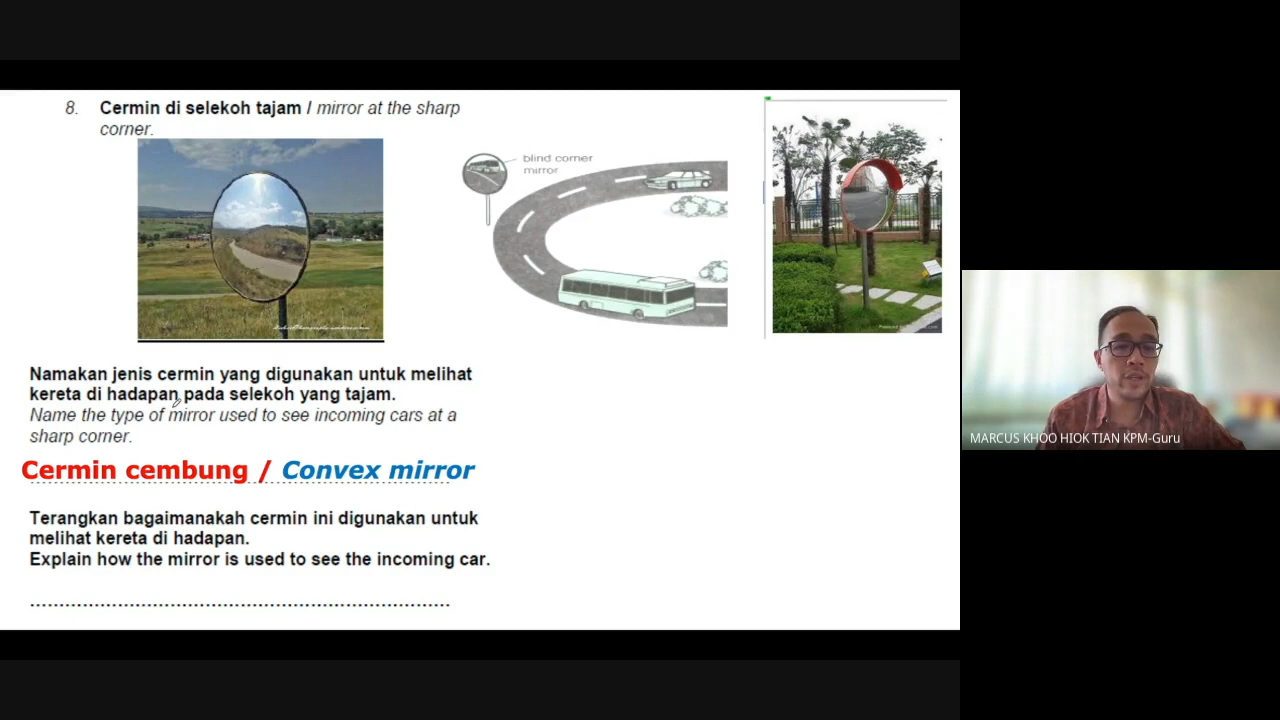 8. Cermin di selekoh tajam / mirror at the sharp
corner.
blind corner
mirror
Namakan jenis cermin yang digunakan untuk melihat
kereta di hadapan pada selekoh yang tajam.
Name the type of mirror used to see incoming cars at a
sharp corner.
Cermin cembung / Convex mirror
Terangkan bagaimanakah cermin ini digunakan untuk
melihat kereta di hadapan.
Explain how the mirror is used to see the incoming car.
MARCUS KHOO HIOK TIAN KPM-Guru